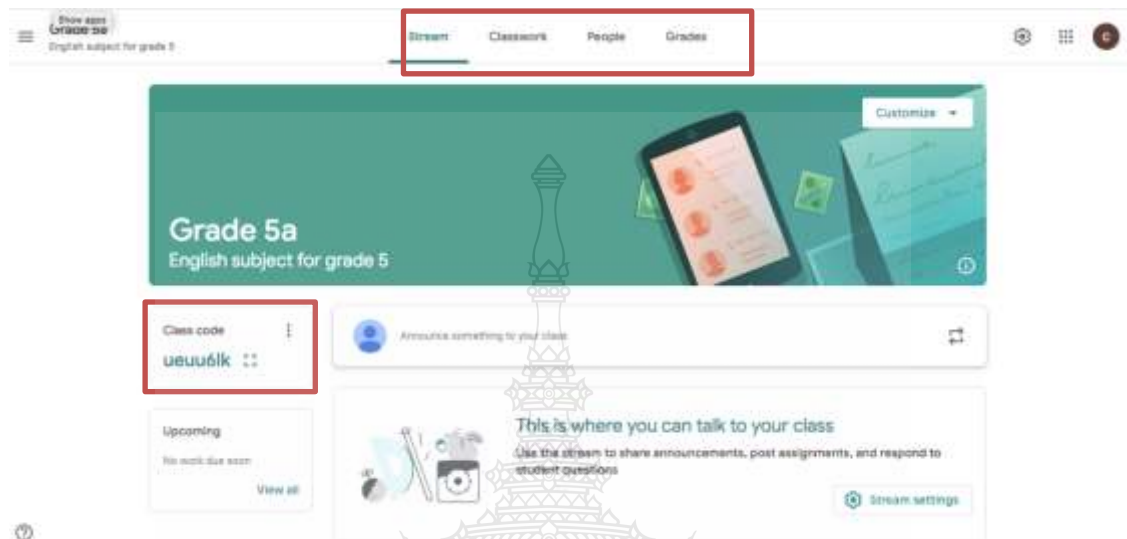 Show apps
Grade 5a
English subject for grade 5
Stream Classwork People Grades
C
Customize
Grade 5a
English subject for grade 5
Class code
ueuu6lk
Announce something to your class
Upcoming
No work due soon
View all
This is where you can talk to your class
Use the stream to share announcements, post assignments, and respond to
student questions
Stream settings